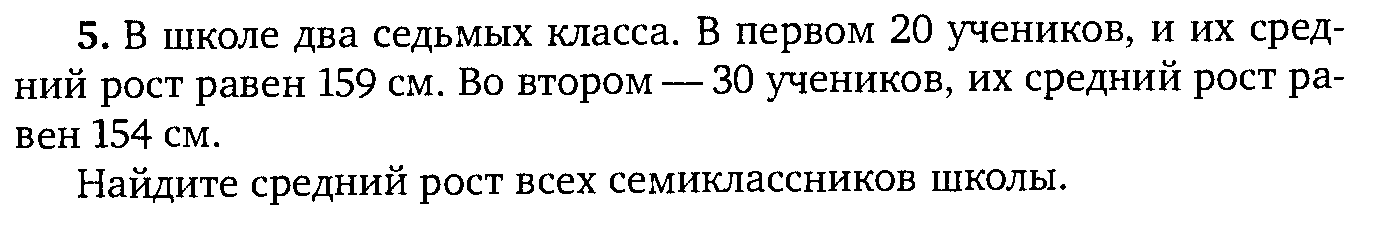 5. В школе два седьмых класса. В первом 20 учеников, и их сред-
ний рост равен 159 см. Во втором — 30 учеников, их средний рост ра-
вен 154 см.
Найдите средний рост всех семиклассников школы.